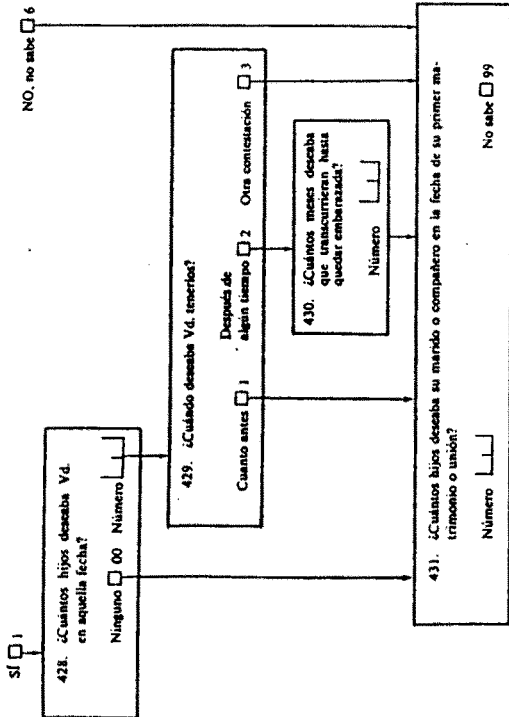 SÍ 1
NO, no sabe 6
428. ¿Cuántos hijos deseaba Vd.
en aquella fecha?
Ninguno 00 Número
429. ¿Cuándo deseaba Vd. tenerlos?
Cuanto antes 1
Después de
algún tiempo 2
Otra contestación 3
430. ¿Cuántos meses deseaba
que transcurrieran hasta
quedar embarazada?
Número
431. ¿Cuántos hijos deseaba su marido o compañero en la fecha de su primer ma-
trimonio o unión?
Número
No sabe 99